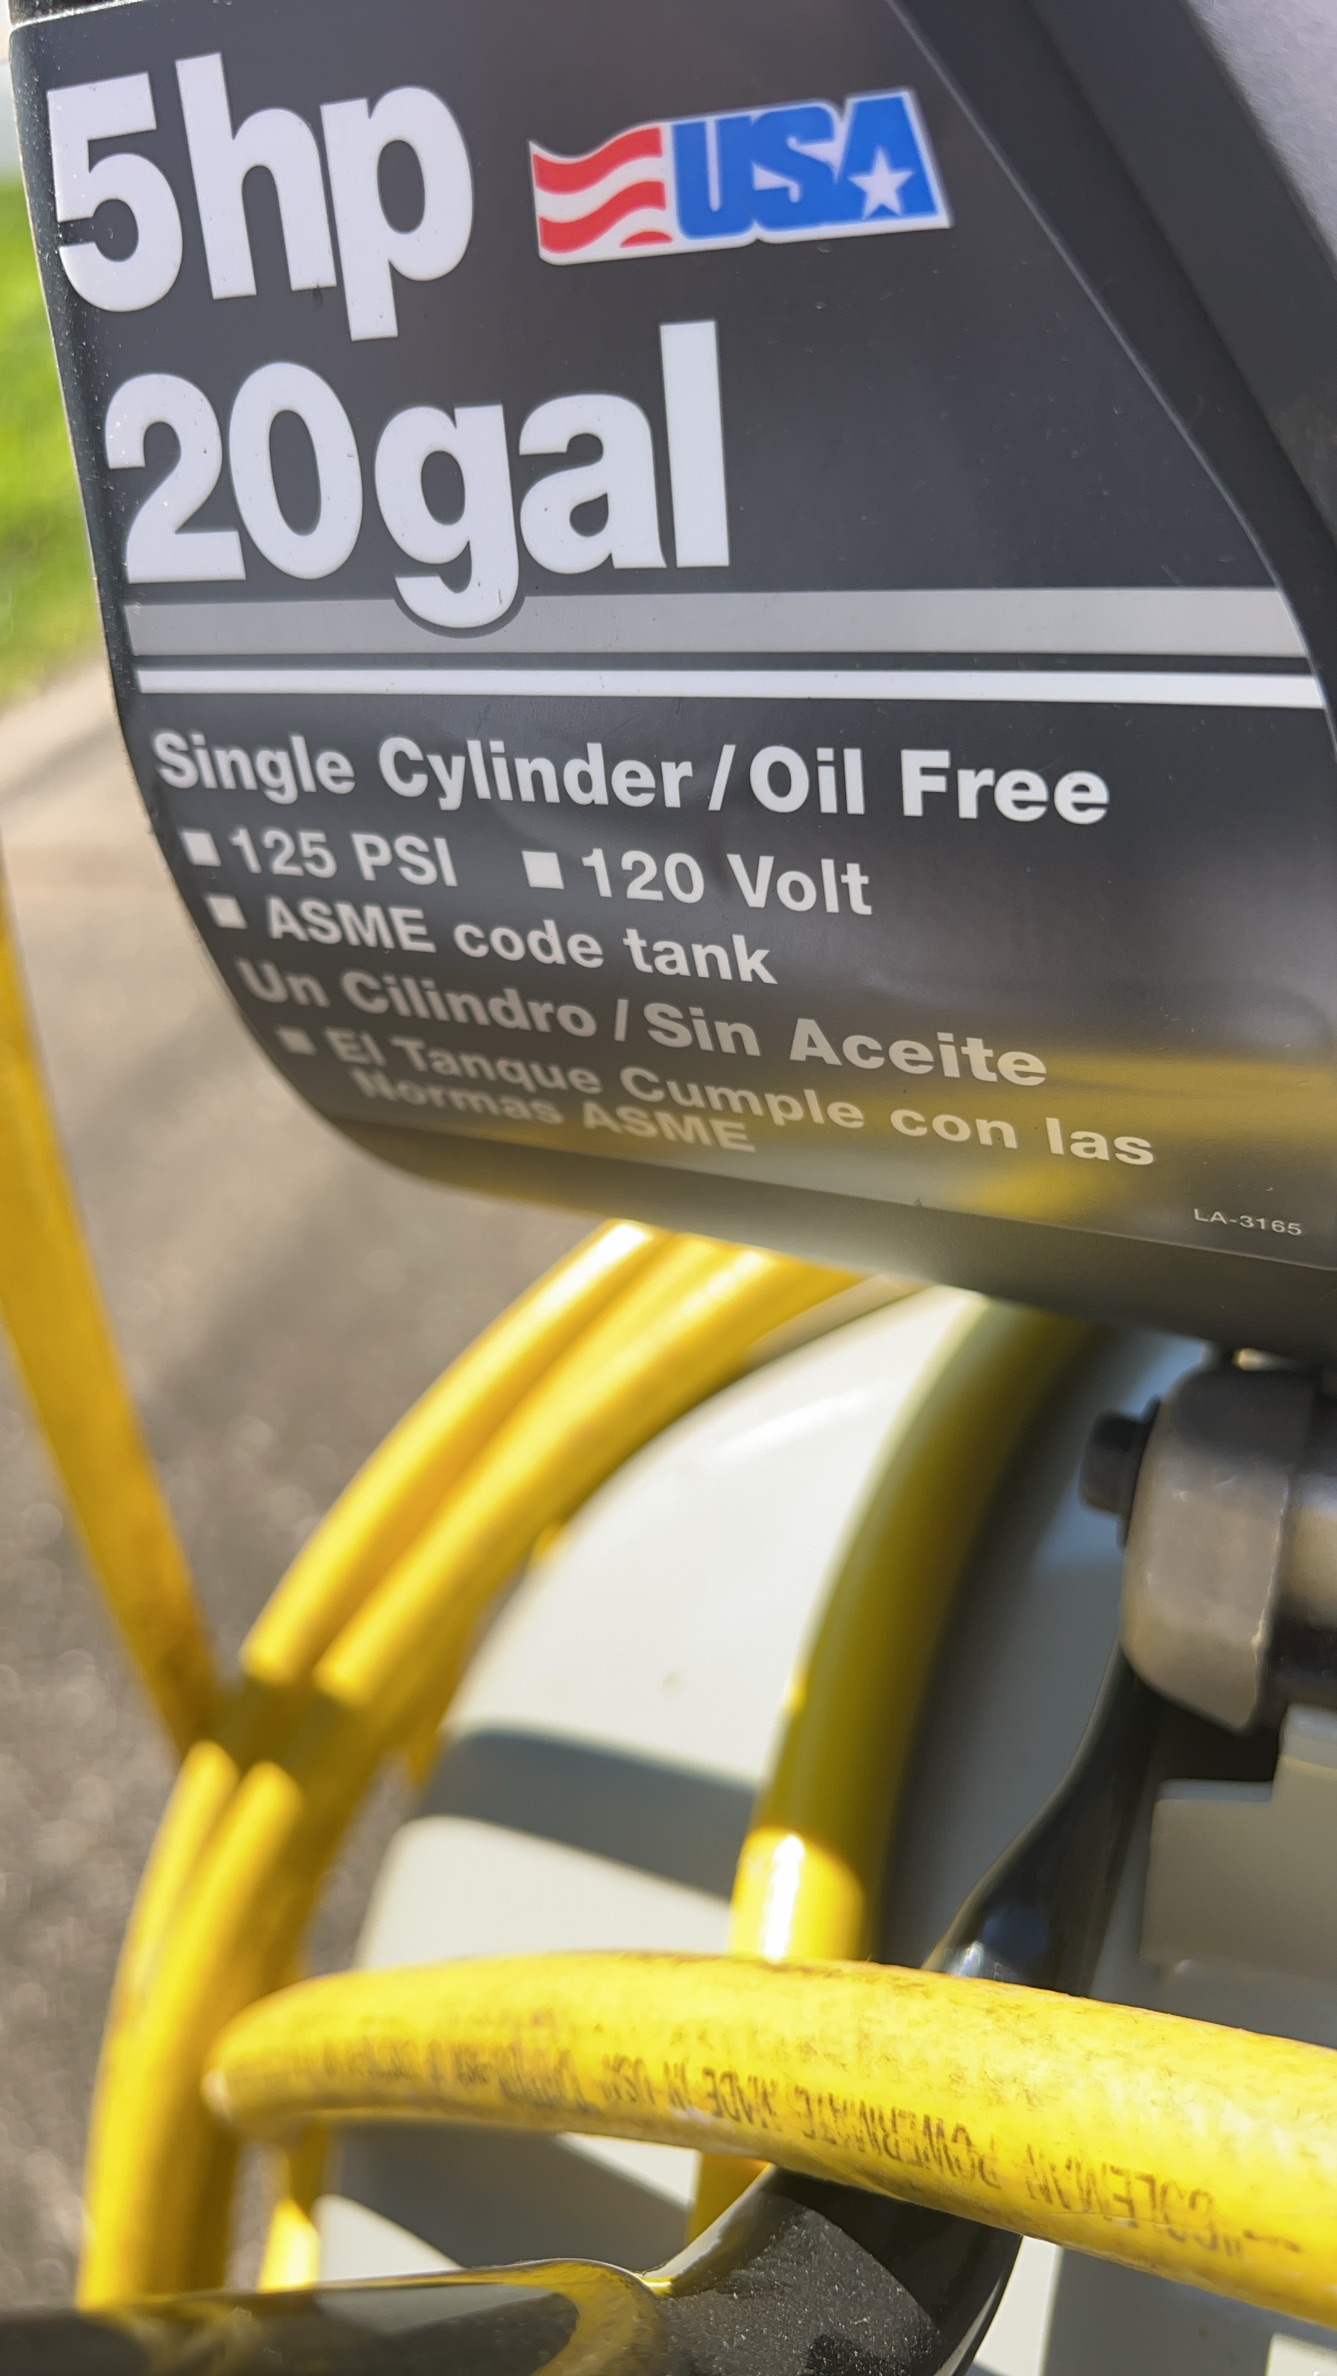 5hp USA
20gal
Single Cylinder/Oil Free
125 PSI 120 Volt
ASME code tank
Un Cilindro/Sin Aceite
El Tanque Cumple con las
Normas ASME
LA-3165
COLEMAN POWERMATE MADE IN USA